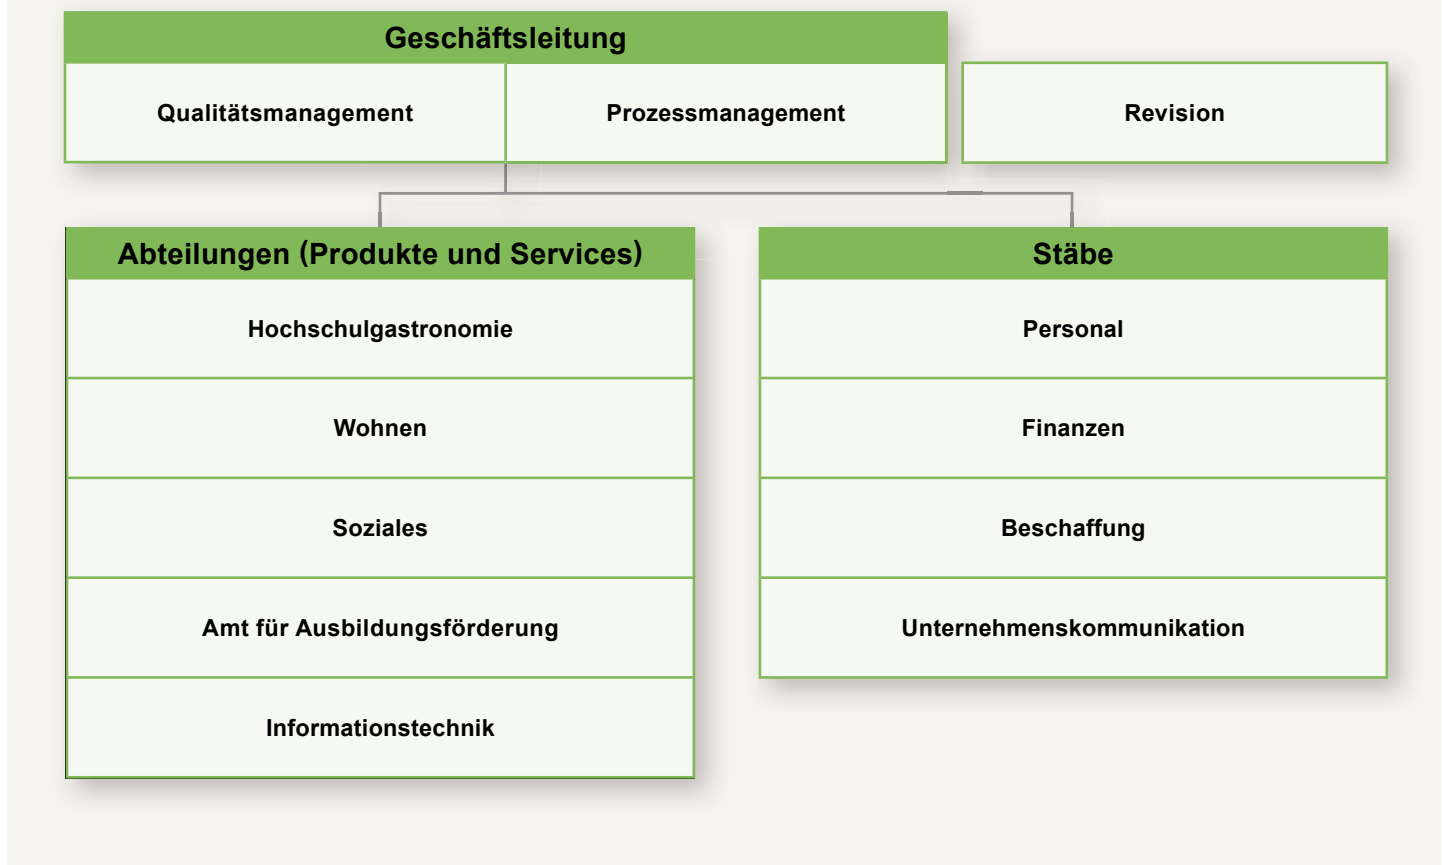 Geschäftsleitung
Qualitätsmanagement
Prozessmanagement
Revision
Abteilungen (Produkte und Services)
Hochschulgastronomie
Wohnen
Soziales
Amt für Ausbildungsförderung
Informationstechnik
Stäbe
Personal
Finanzen
Beschaffung
Unternehmenskommunikation